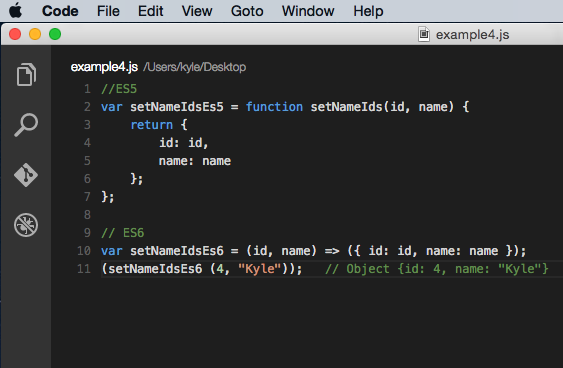 Code File Edit View Goto Window Help
example4.js
example4.js /Users/kyle/Desktop
1 //ES5
2 var setNameIdsEs5 = function setNameIds(id, name) {
3     return {
4         id: id,
5         name: name
6     };
7 };
8
9 // ES6
10 var setNameIdsEs6 = (id, name) => ({ id: id, name: name });
11 (setNameIdsEs6 (4, "Kyle"));   // Object {id: 4, name: "Kyle"}